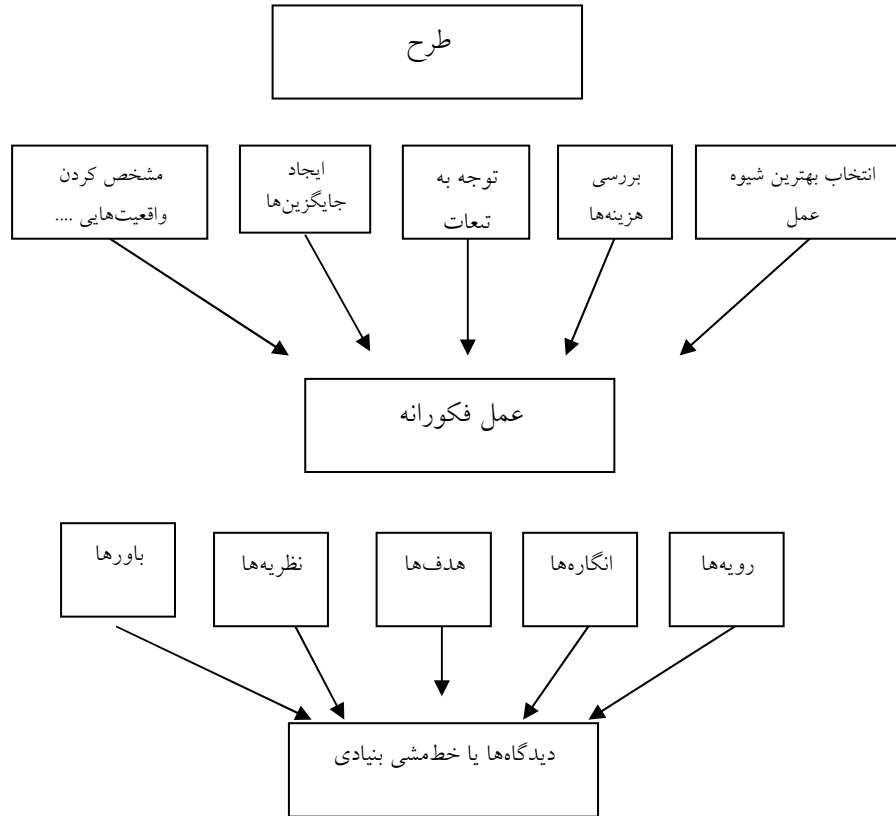 طرح
انتخاب بهترین شیوه
عمل
بررسی
هزینه‌ها
توجه به
تبعات
ایجاد
جایگزین‌ها
مشخص کردن
واقعیت‌هایی ....
عمل فکورانه
رویه‌ها
انگاره‌ها
هدف‌ها
نظریه‌ها
باورها
دیدگاه‌ها یا خط‌مشی بنیادی